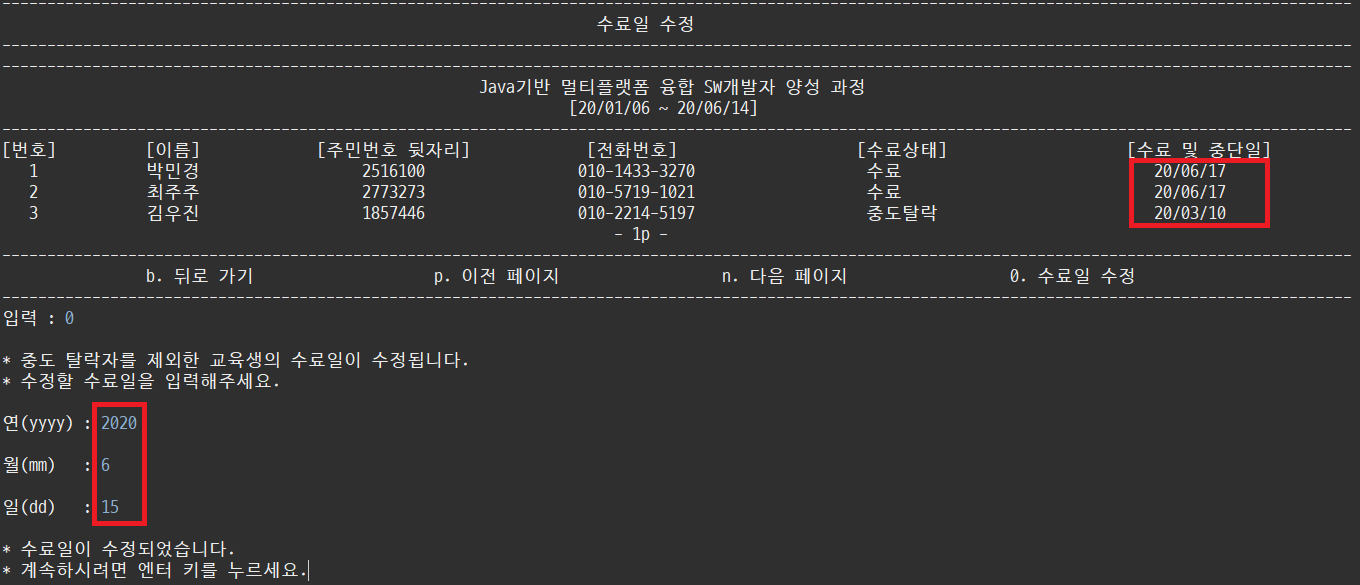 수료일 수정
Java기반 멀티플랫폼 융합 SW개발자 양성 과정
[20/01/06 ~ 20/06/14]
[번호] [이름] [주민번호 뒷자리] [전화번호] [수료상태] [수료 및 중단일]
1 박민경 2516100 010-1433-3270 수료 20/06/17
2 최주주 2773273 010-5719-1021 수료 20/06/17
3 김우진 1857446 010-2214-5197 중도탈락 20/03/10
- 1p -
b. 뒤로 가기 p. 이전 페이지 n. 다음 페이지 0. 수료일 수정
입력 : 0
* 중도 탈락자를 제외한 교육생의 수료일이 수정됩니다.
* 수정할 수료일을 입력해주세요.
연(yyyy) : 2020
월(mm) : 6
일(dd) : 15
* 수료일이 수정되었습니다.
* 계속하시려면 엔터 키를 누르세요.